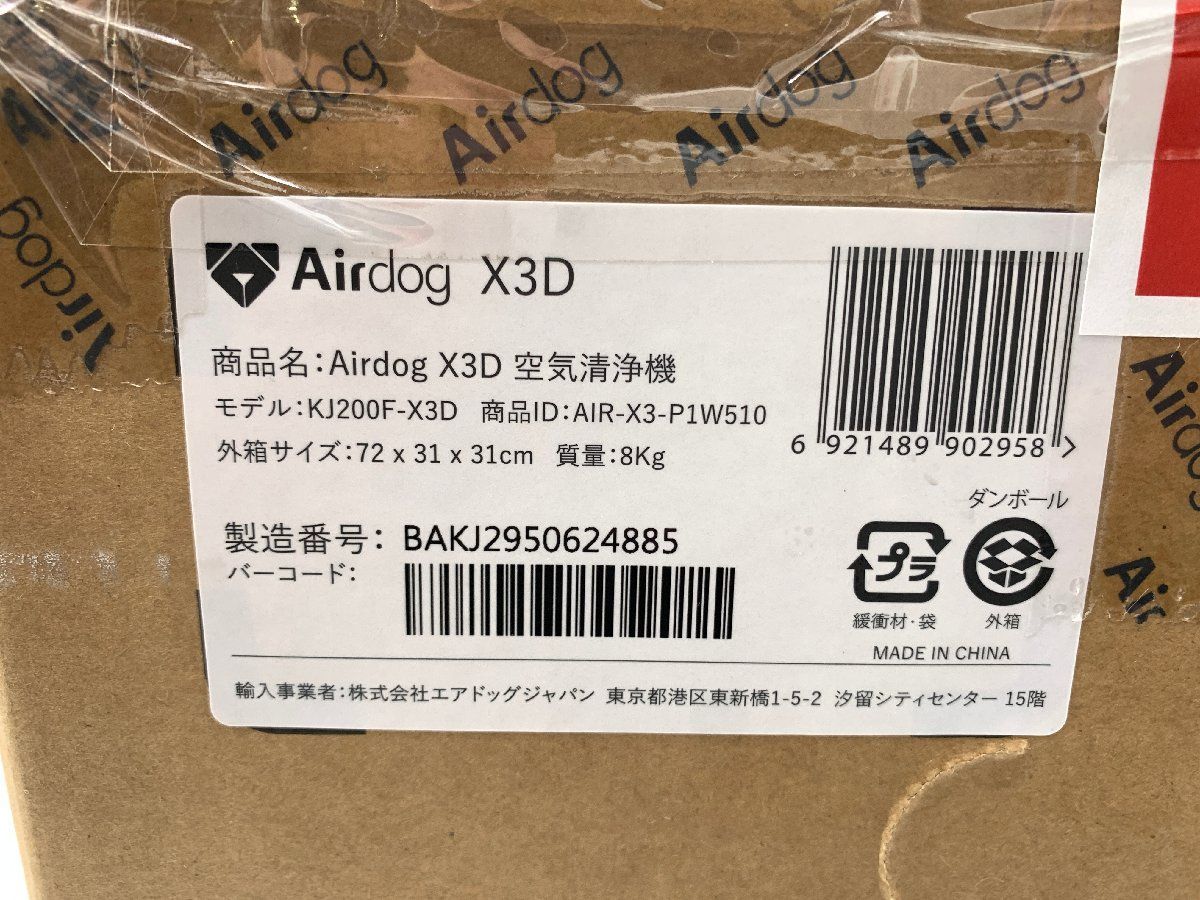 Airdog Airdog Airdog Airdog
Airdog
Airdog X3D
商品名:Airdog X3D 空気清浄機
モデル:KJ200F-X3D 商品ID:AIR-X3-P1W510
外箱サイズ:72 x 31 x 31cm 質量:8Kg
6 921489 902958 >
製造番号: BAKJ2950624885
バーコード:
ダンボール
プラ
緩衝材・袋 外箱
MADE IN CHINA
輸入事業者:株式会社エアドッグジャパン 東京都港区東新橋1-5-2 汐留シティセンター 15階
Airdog
Air